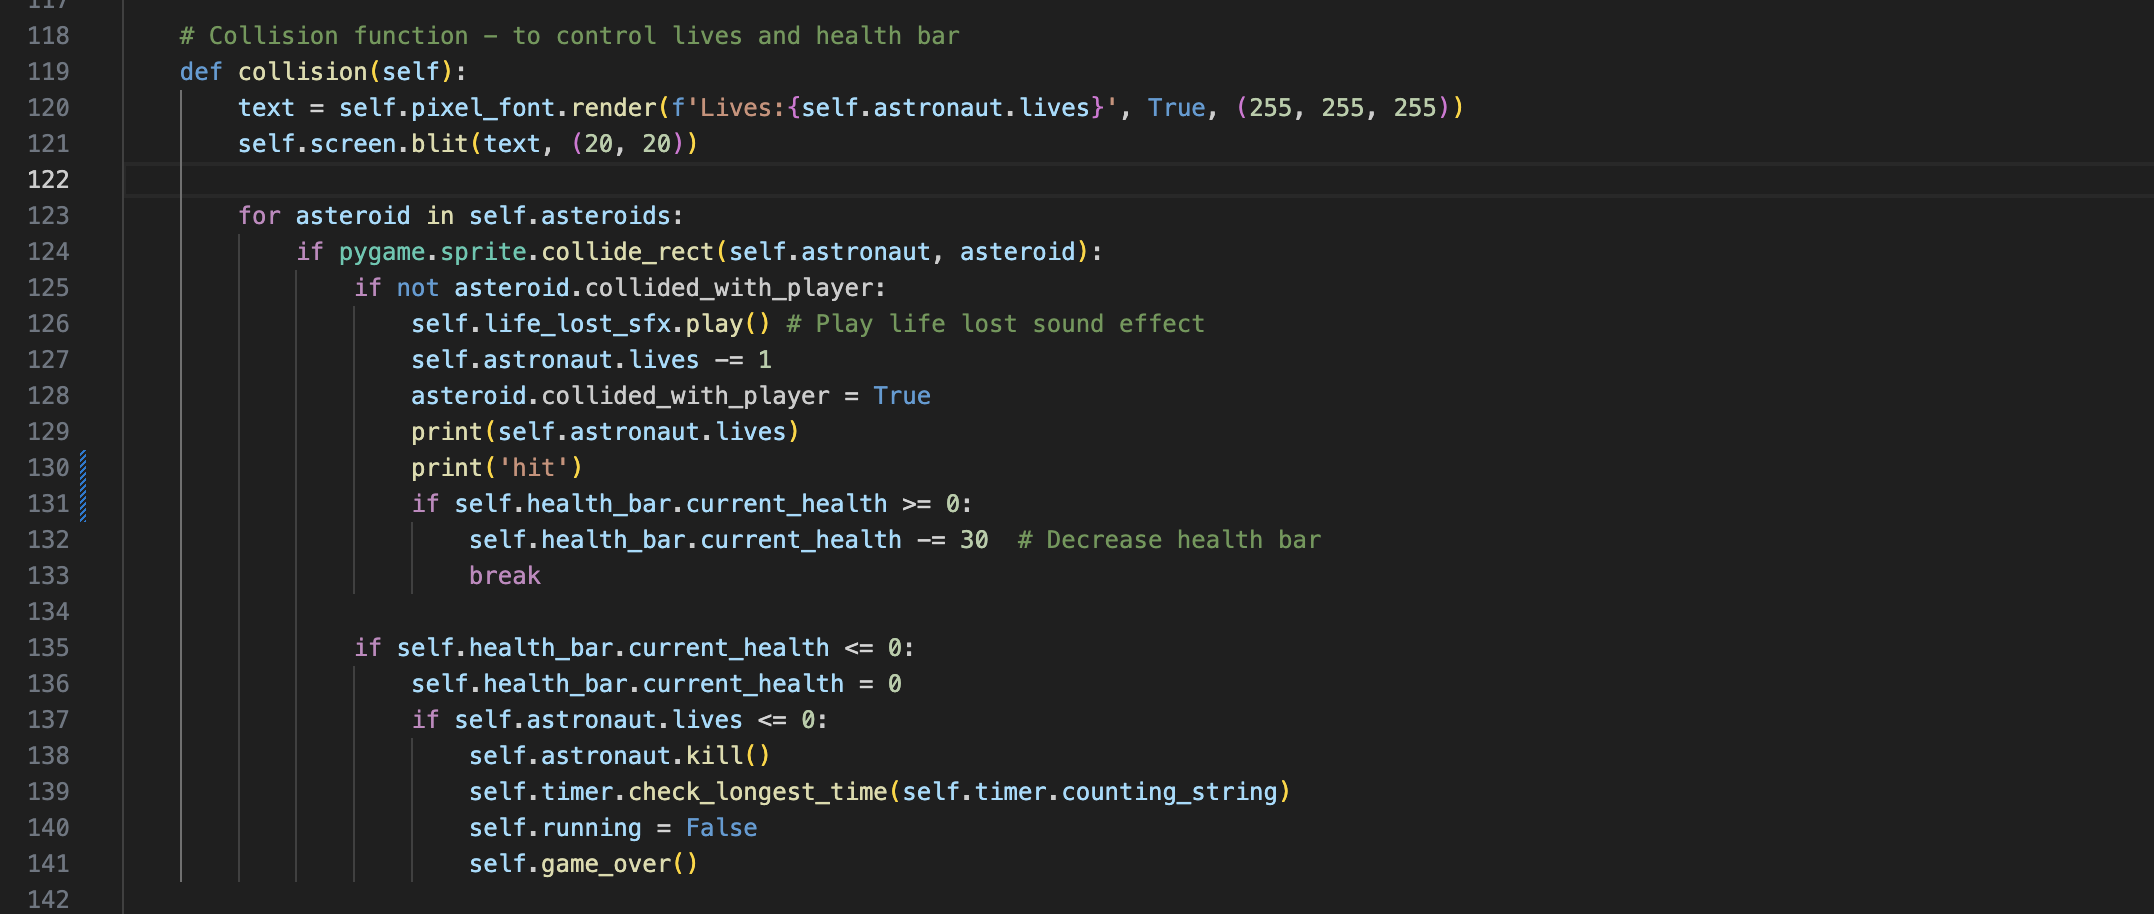 117
118 # Collision function – to control lives and health bar
119 def collision(self):
120 text = self.pixel_font.render(f'Lives:{self.astronaut.lives}', True, (255, 255, 255))
121 self.screen.blit(text, (20, 20))
122
123 for asteroid in self.asteroids:
124 if pygame.sprite.collide_rect(self.astronaut, asteroid):
125 if not asteroid.collided_with_player:
126 self.life_lost_sfx.play() # Play life lost sound effect
127 self.astronaut.lives -= 1
128 asteroid.collided_with_player = True
129 print(self.astronaut.lives)
130 print('hit')
131 if self.health_bar.current_health >= 0:
132 self.health_bar.current_health -= 30  # Decrease health bar
133 break
134
135 if self.health_bar.current_health <= 0:
136 self.health_bar.current_health = 0
137 if self.astronaut.lives <= 0:
138 self.astronaut.kill()
139 self.timer.check_longest_time(self.timer.counting_string)
140 self.running = False
141 self.game_over()
142